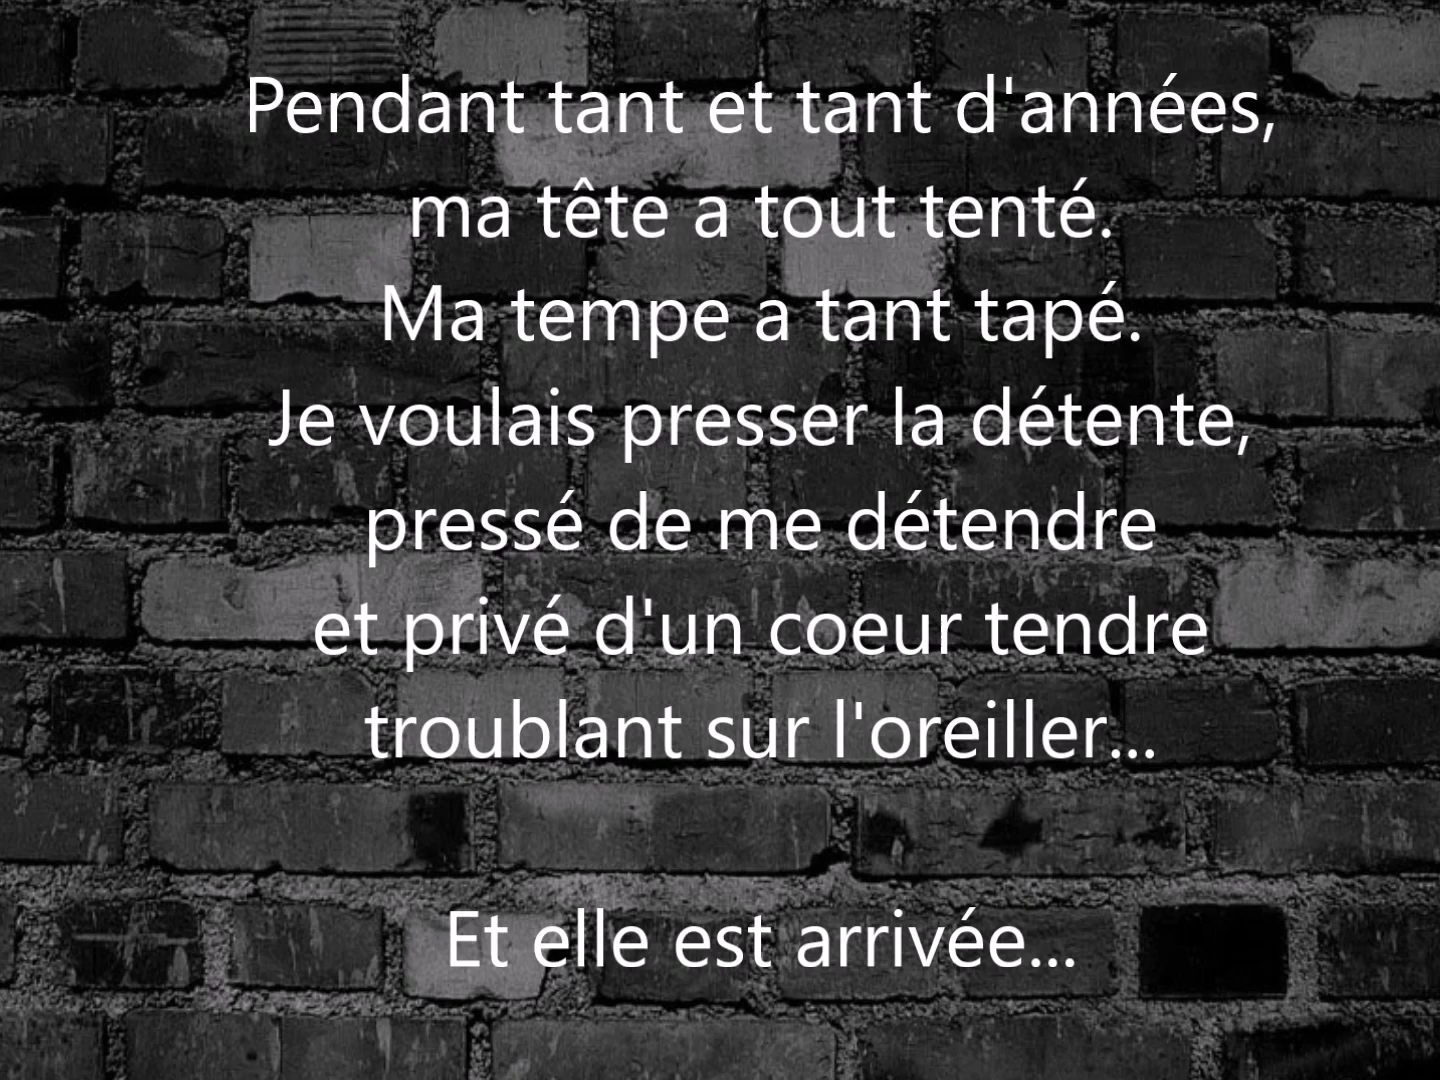 Pendant tant et tant d'années,
ma tête a tout tenté.
Ma tempe a tant tapé.
Je voulais presser la détente,
pressé de me détendre
et privé d'un coeur tendre
troublant sur l'oreiller...
Et elle est arrivée...